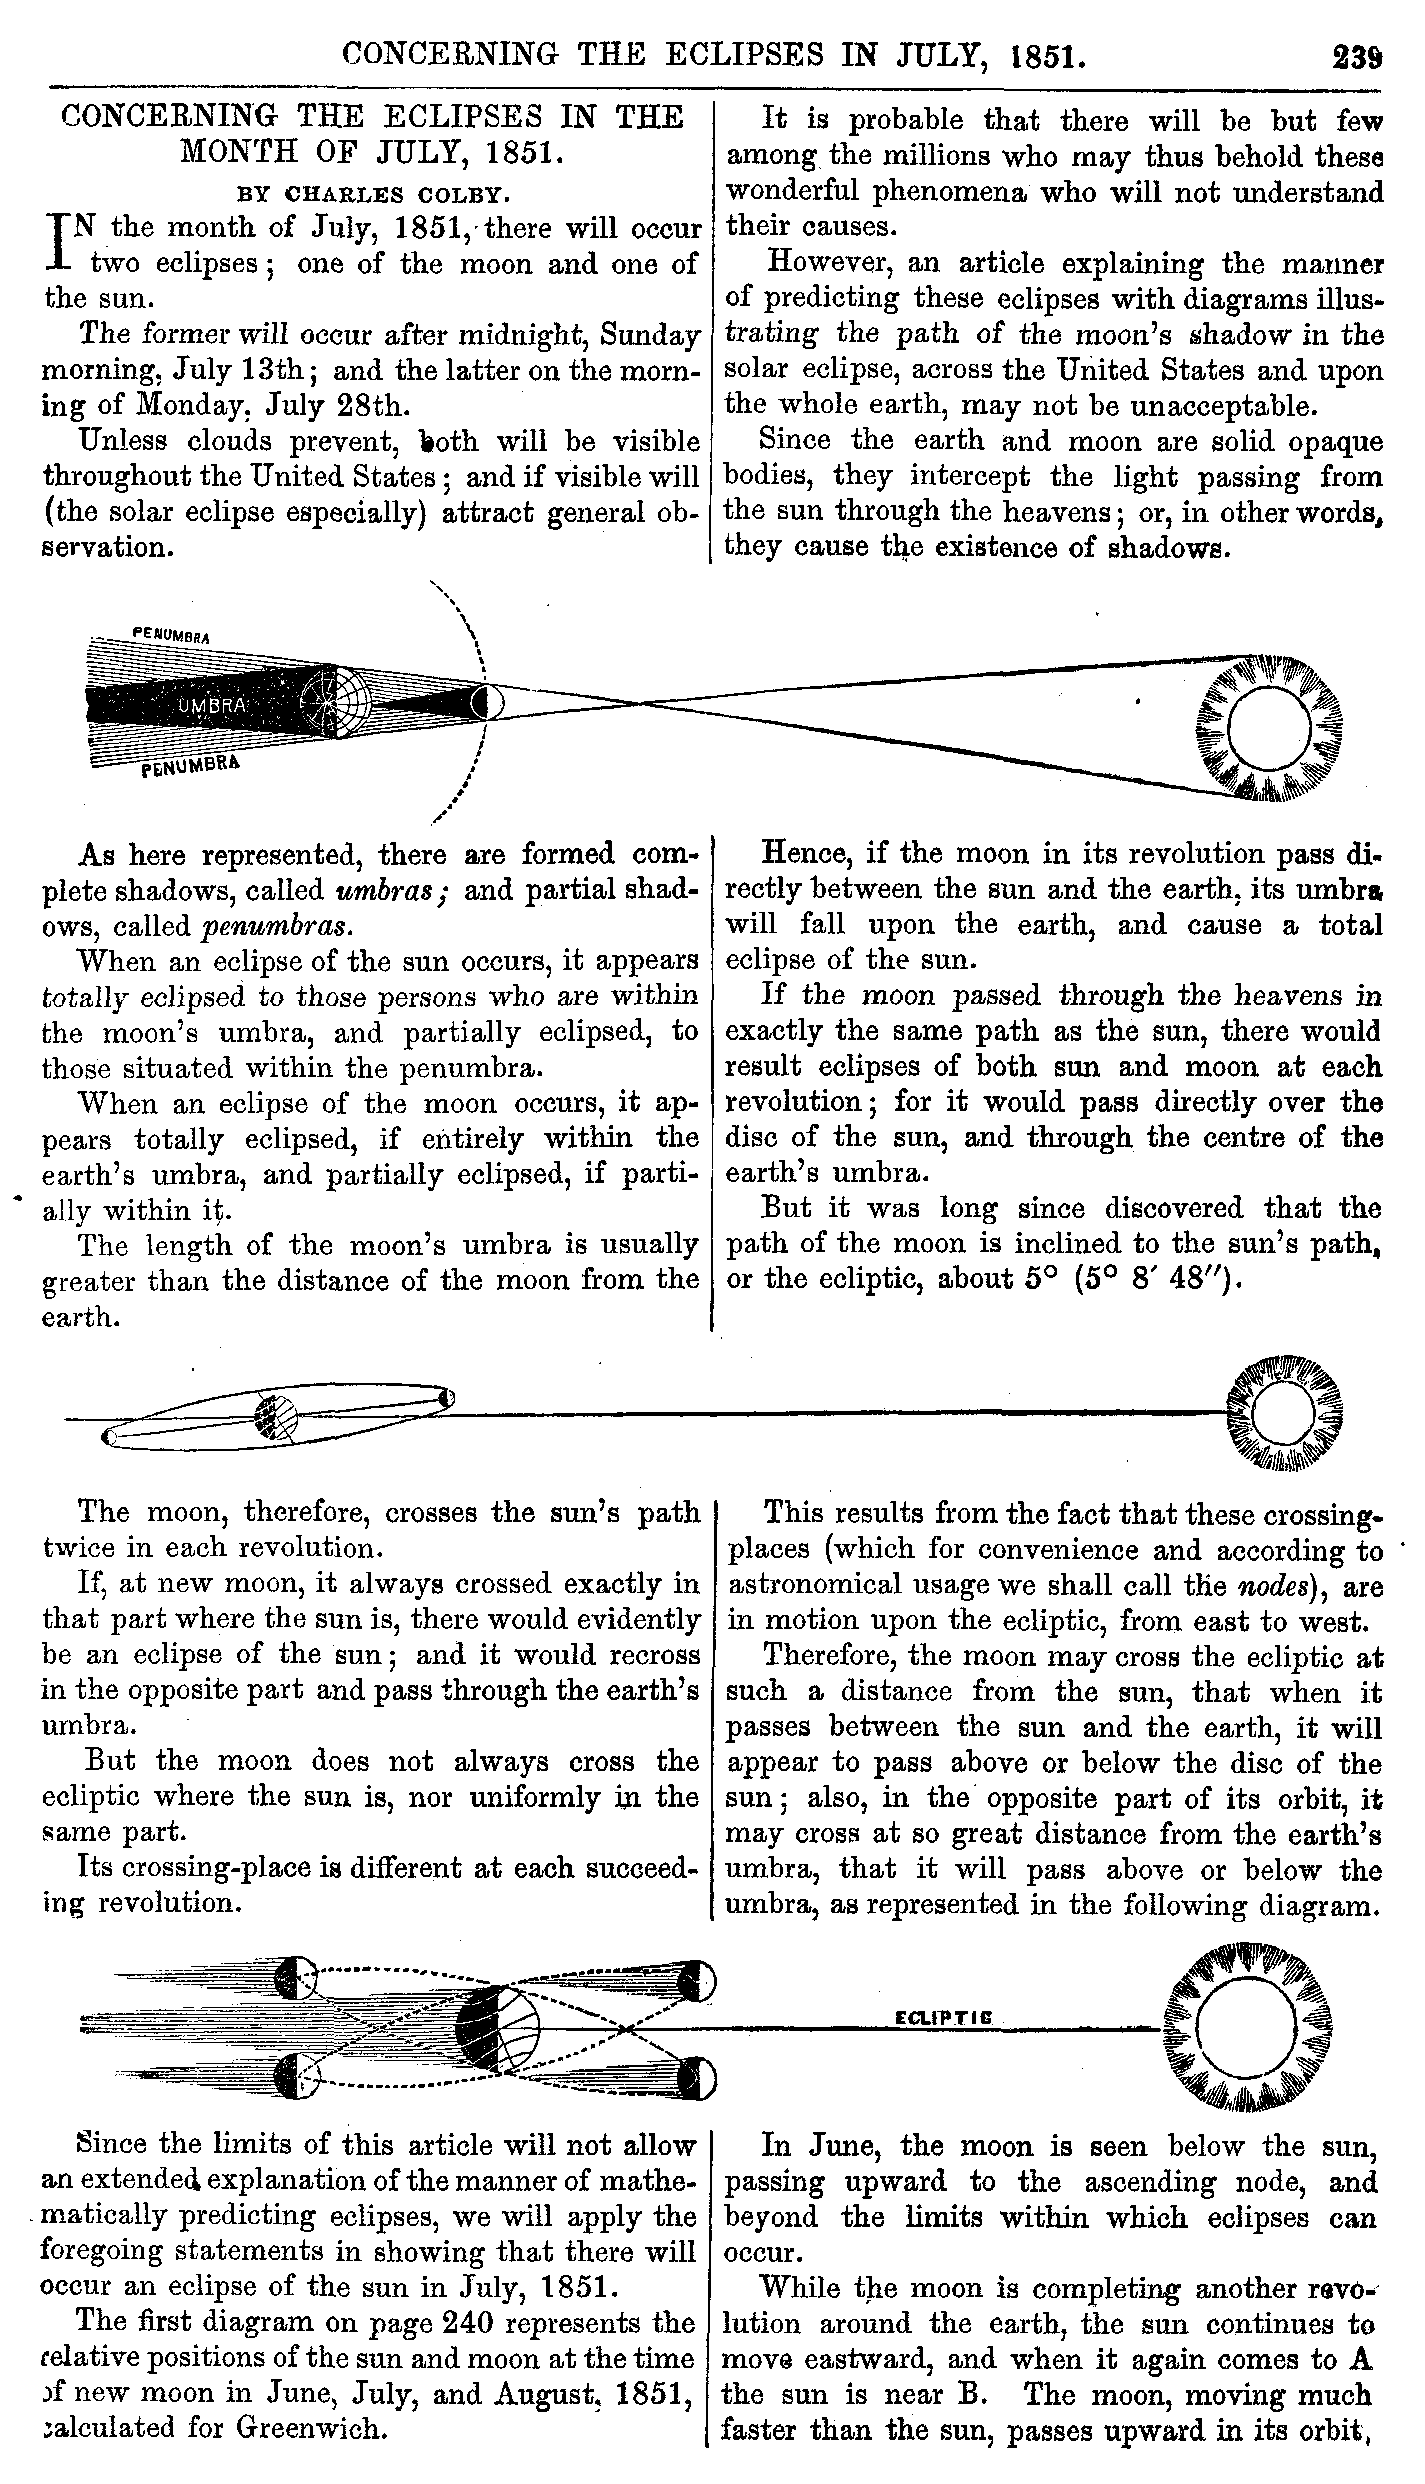 CONCERNING THE ECLIPSES IN JULY, 1851. 239
CONCERNING THE ECLIPSES IN THE
MONTH OF JULY, 1851.
BY CHARLES COLBY.
IN the month of July, 1851, there will occur
two eclipses; one of the moon and one of
the sun.
The former will occur after midnight, Sunday
morning, July 13th; and the latter on the morn-
ing of Monday, July 28th.
Unless clouds prevent, both will be visible
throughout the United States; and if visible will
(the solar eclipse especially) attract general ob-
servation.
It is probable that there will be but few
among the millions who may thus behold these
wonderful phenomena who will not understand
their causes.
However, an article explaining the manner
of predicting these eclipses with diagrams illus-
trating the path of the moon's shadow in the
solar eclipse, across the United States and upon
the whole earth, may not be unacceptable.
Since the earth and moon are solid opaque
bodies, they intercept the light passing from
the sun through the heavens; or, in other words,
they cause the existence of shadows.
PENUMBRA
UMBRA
PENUMBRA
As here represented, there are formed com-
plete shadows, called umbras; and partial shad-
ows, called penumbras.
When an eclipse of the sun occurs, it appears
totally eclipsed to those persons who are within
the moon's umbra, and partially eclipsed, to
those situated within the penumbra.
When an eclipse of the moon occurs, it ap-
pears totally eclipsed, if entirely within the
earth's umbra, and partially eclipsed, if parti-
ally within it.
The length of the moon's umbra is usually
greater than the distance of the moon from the
earth.
Hence, if the moon in its revolution pass di-
rectly between the sun and the earth, its umbra
will fall upon the earth, and cause a total
eclipse of the sun.
If the moon passed through the heavens in
exactly the same path as the sun, there would
result eclipses of both sun and moon at each
revolution; for it would pass directly over the
disc of the sun, and through the centre of the
earth's umbra.
But it was long since discovered that the
path of the moon is inclined to the sun's path,
or the ecliptic, about 5° (5° 8′ 48″).
The moon, therefore, crosses the sun's path
twice in each revolution.
If, at new moon, it always crossed exactly in
that part where the sun is, there would evidently
be an eclipse of the sun; and it would recross
in the opposite part and pass through the earth's
umbra.
But the moon does not always cross the
ecliptic where the sun is, nor uniformly in the
same part.
Its crossing-place is different at each succeed-
ing revolution.
This results from the fact that these crossing-
places (which for convenience and according to
astronomical usage we shall call the nodes), are
in motion upon the ecliptic, from east to west.
Therefore, the moon may cross the ecliptic at
such a distance from the sun, that when it
passes between the sun and the earth, it will
appear to pass above or below the disc of the
sun; also, in the opposite part of its orbit, it
may cross at so great distance from the earth's
umbra, that it will pass above or below the
umbra, as represented in the following diagram.
ECLIPTIC
Since the limits of this article will not allow
an extended explanation of the manner of mathe-
matically predicting eclipses, we will apply the
foregoing statements in showing that there will
occur an eclipse of the sun in July, 1851.
The first diagram on page 240 represents the
relative positions of the sun and moon at the time
of new moon in June, July, and August, 1851,
calculated for Greenwich.
In June, the moon is seen below the sun,
passing upward to the ascending node, and
beyond the limits within which eclipses can
occur.
While the moon is completing another revo-
lution around the earth, the sun continues to
move eastward, and when it again comes to A
the sun is near B. The moon, moving much
faster than the sun, passes upward in its orbit,